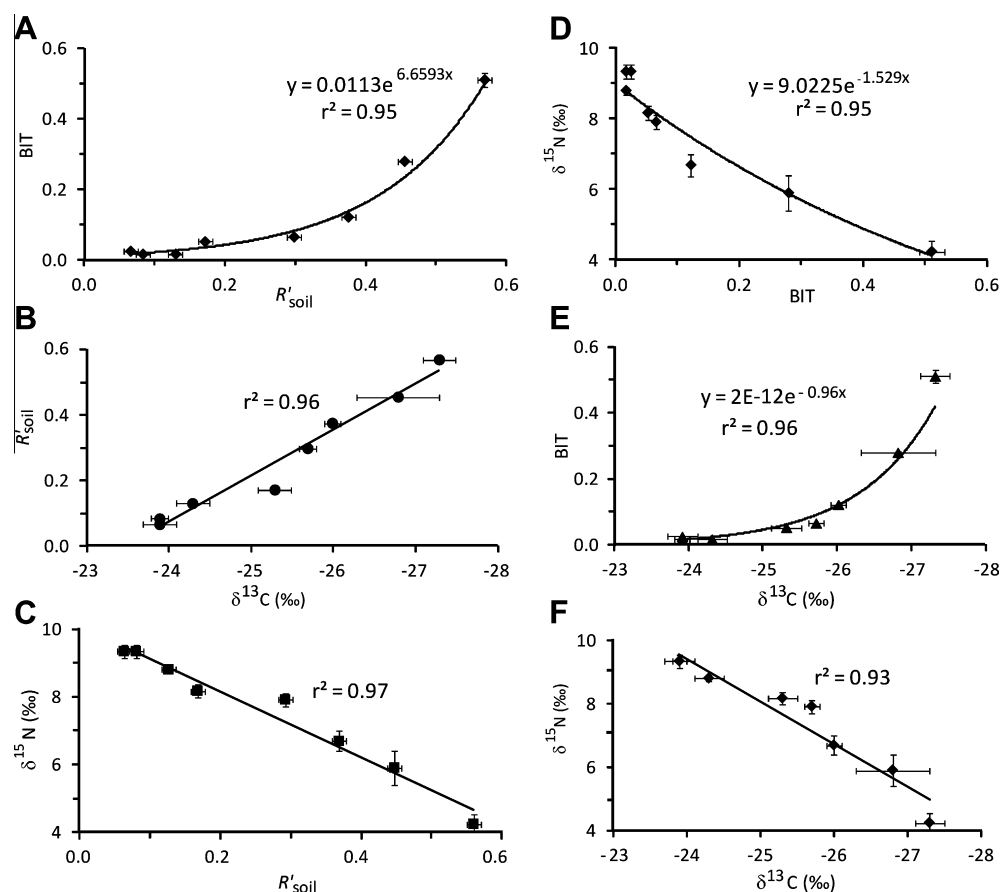 A
0.6
0.4
0.2
0.0
BIT
y = 0.0113e^6.6593x
r² = 0.95
0.0 0.2 0.4 0.6
R'soil
B
0.6
0.4
0.2
0.0
R'soil
r² = 0.96
-23 -24 -25 -26 -27 -28
δ13C (‰)
C
10
8
6
4
δ15N (‰)
r² = 0.97
0.0 0.2 0.4 0.6
R'soil
D
10
8
6
4
δ15N (‰)
y = 9.0225e^-1.529x
r² = 0.95
0.0 0.2 0.4 0.6
BIT
E
0.6
0.4
0.2
0.0
BIT
y = 2E-12e^-0.96x
r² = 0.96
-23 -24 -25 -26 -27 -28
δ13C (‰)
F
10
8
6
4
δ15N (‰)
r² = 0.93
-23 -24 -25 -26 -27 -28
δ13C (‰)